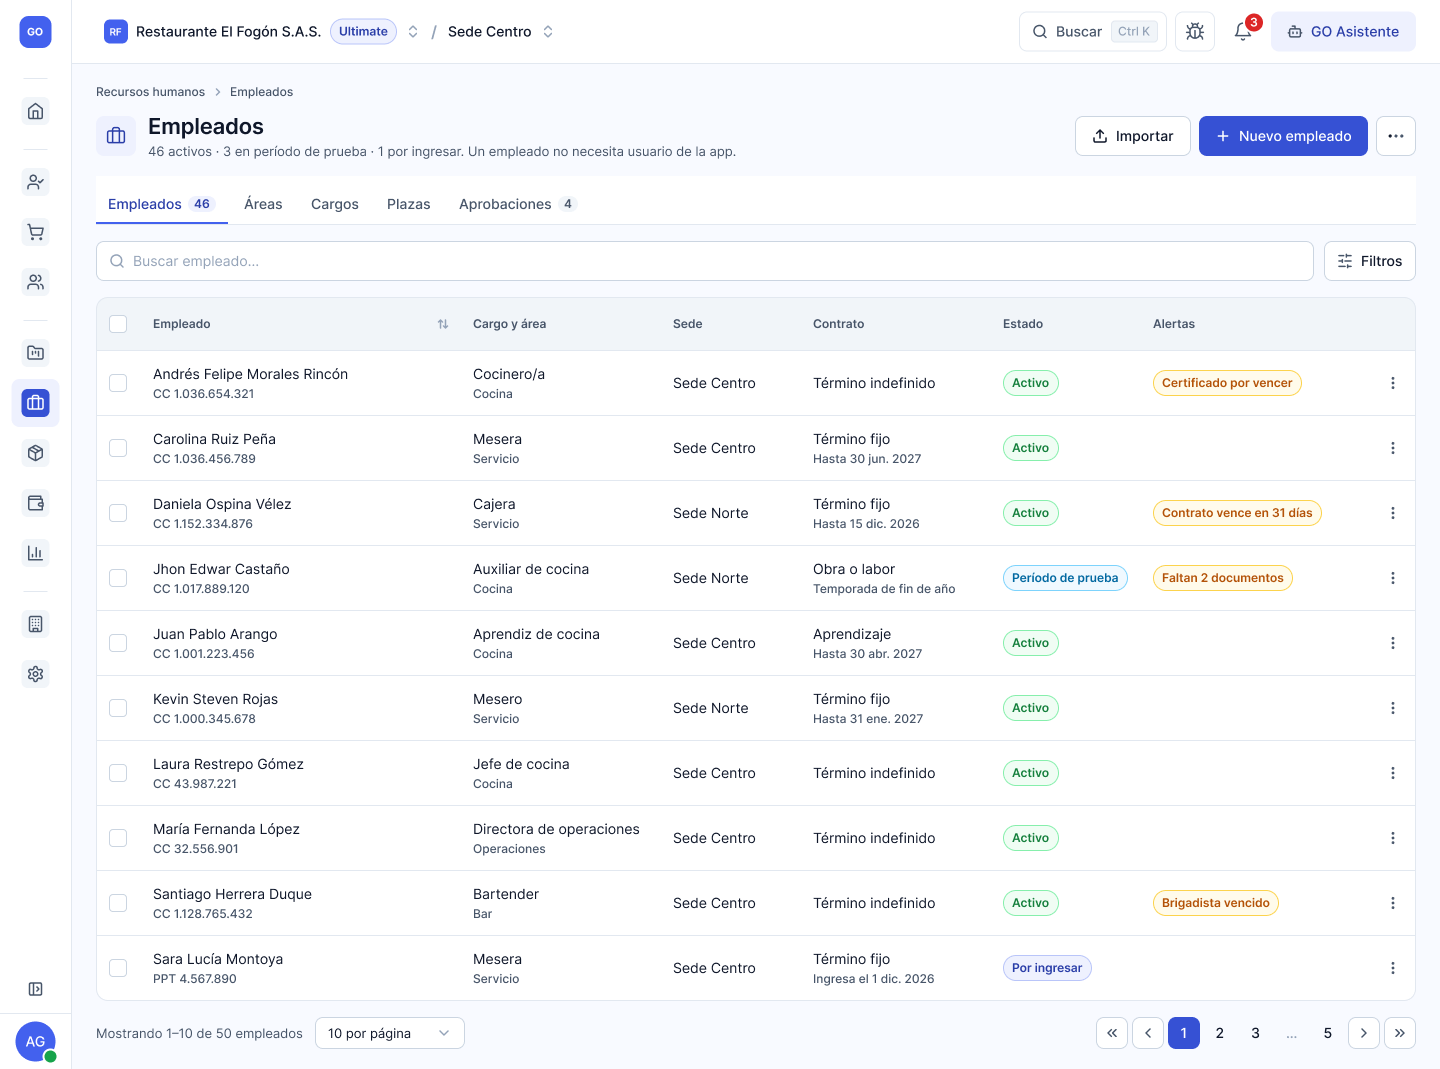 GO
RF Restaurante El Fogón S.A.S. Ultimate / Sede Centro
Buscar Ctrl K
3
GO Asistente
Recursos humanos > Empleados
Empleados
46 activos · 3 en período de prueba · 1 por ingresar. Un empleado no necesita usuario de la app.
Importar
+ Nuevo empleado
Empleados 46 Áreas Cargos Plazas Aprobaciones 4
Buscar empleado...
Filtros
Empleado Cargo y área Sede Contrato Estado Alertas
Andrés Felipe Morales Rincón
CC 1.036.654.321
Cocinero/a
Cocina
Sede Centro
Término indefinido
Activo
Certificado por vencer
Carolina Ruiz Peña
CC 1.036.456.789
Mesera
Servicio
Sede Centro
Término fijo
Hasta 30 jun. 2027
Activo
Daniela Ospina Vélez
CC 1.152.334.876
Cajera
Servicio
Sede Norte
Término fijo
Hasta 15 dic. 2026
Activo
Contrato vence en 31 días
Jhon Edwar Castaño
CC 1.017.889.120
Auxiliar de cocina
Cocina
Sede Norte
Obra o labor
Temporada de fin de año
Período de prueba
Faltan 2 documentos
Juan Pablo Arango
CC 1.001.223.456
Aprendiz de cocina
Cocina
Sede Centro
Aprendizaje
Hasta 30 abr. 2027
Activo
Kevin Steven Rojas
CC 1.000.345.678
Mesero
Servicio
Sede Norte
Término fijo
Hasta 31 ene. 2027
Activo
Laura Restrepo Gómez
CC 43.987.221
Jefe de cocina
Cocina
Sede Centro
Término indefinido
Activo
María Fernanda López
CC 32.556.901
Directora de operaciones
Operaciones
Sede Centro
Término indefinido
Activo
Santiago Herrera Duque
CC 1.128.765.432
Bartender
Bar
Sede Centro
Término indefinido
Activo
Brigadista vencido
Sara Lucía Montoya
PPT 4.567.890
Mesera
Servicio
Sede Centro
Término fijo
Ingresa el 1 dic. 2026
Por ingresar
Mostrando 1–10 de 50 empleados
10 por página
1 2 3 ... 5
AG